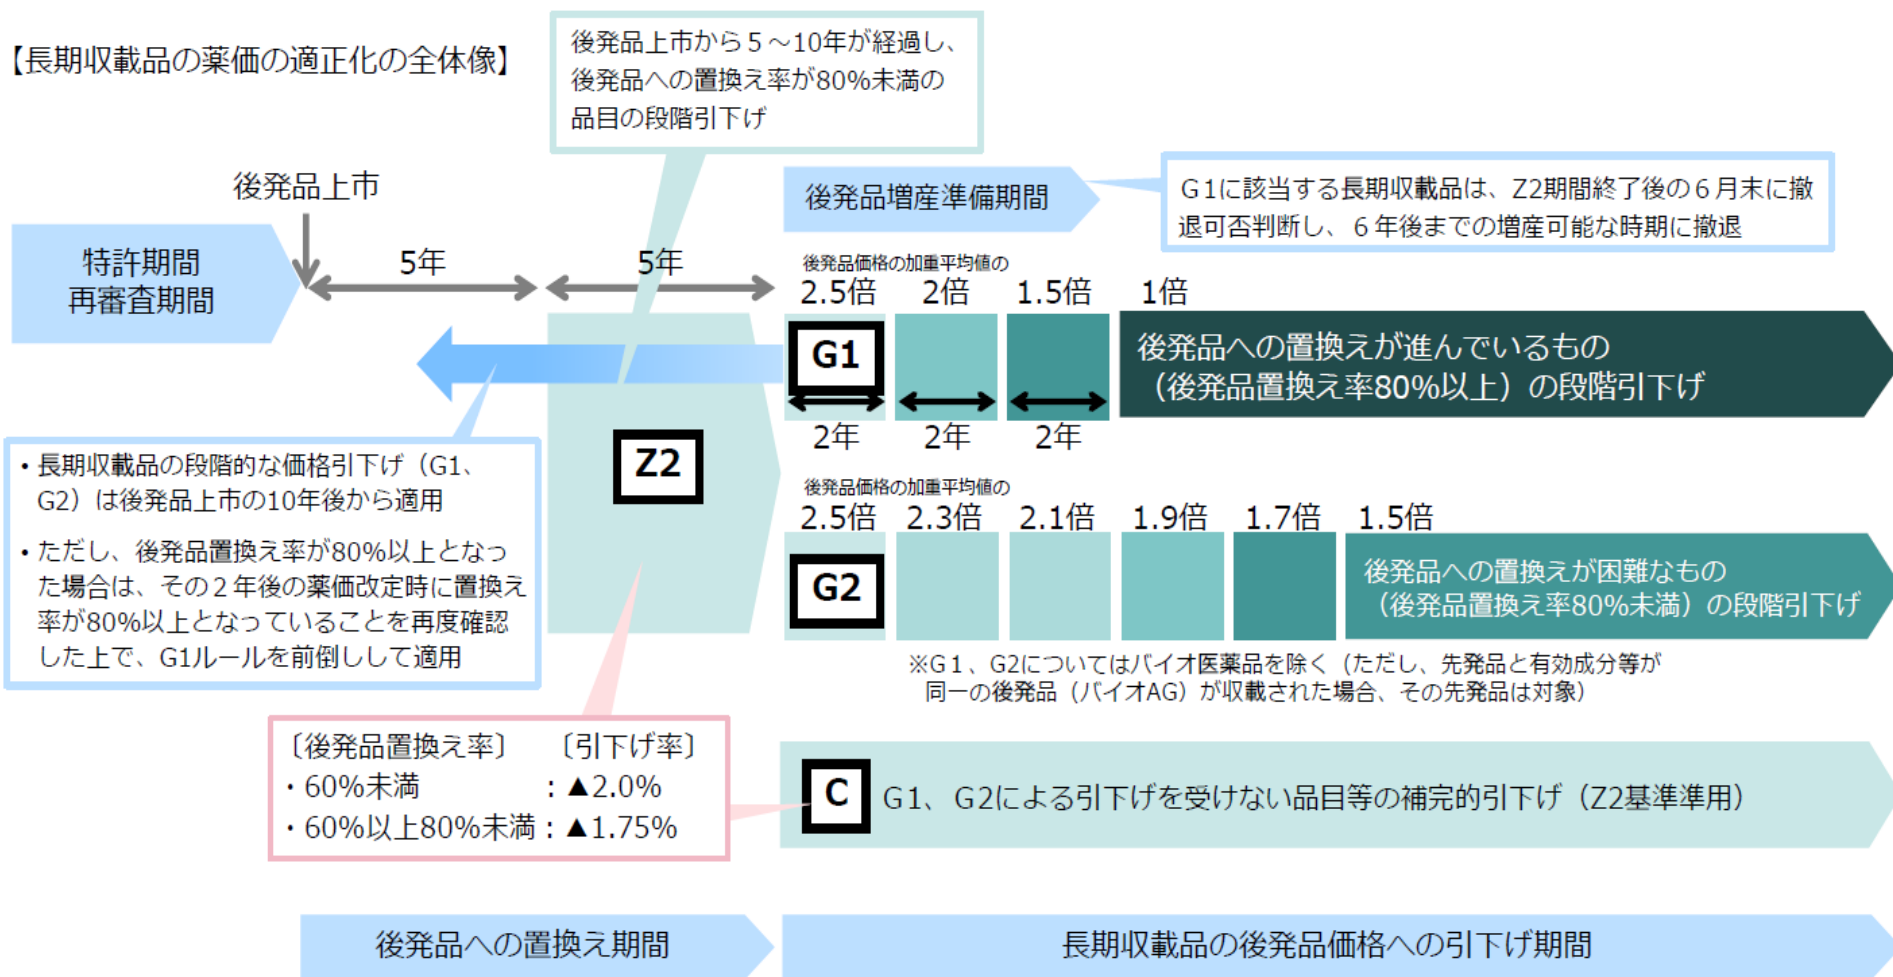 【長期収載品の薬価の適正化の全体像】
後発品上市から５～10年が経過し、
後発品への置換え率が80%未満の
品目の段階引下げ
後発品上市
特許期間
再審査期間
5年
5年
後発品増産準備期間
G1に該当する長期収載品は、Z2期間終了後の６月末に撤
退可否判断し、６年後までの増産可能な時期に撤退
後発品価格の加重平均値の
2.5倍
2倍
1.5倍
1倍
G1
後発品への置換えが進んでいるもの
（後発品置換え率80%以上）の段階引下げ
2年
2年
2年
Z2
・長期収載品の段階的な価格引下げ（G1、
G2）は後発品上市の10年後から適用
・ただし、後発品置換え率が80%以上となっ
た場合は、その２年後の薬価改定時に置換え
率が80%以上となっていることを再度確認
した上で、G1ルールを前倒しして適用
後発品価格の加重平均値の
2.5倍
2.3倍
2.1倍
1.9倍
1.7倍
1.5倍
G2
後発品への置換えが困難なもの
（後発品置換え率80%未満）の段階引下げ
※G１、G2についてはバイオ医薬品を除く（ただし、先発品と有効成分等が
同一の後発品（バイオAG）が収載された場合、その先発品は対象）
〔後発品置換え率〕　〔引下げ率〕
・60%未満　　　　：▲2.0%
・60%以上80%未満：▲1.75%
C
G1、G2による引下げを受けない品目等の補完的引下げ（Z2基準準用）
後発品への置換え期間
長期収載品の後発品価格への引下げ期間